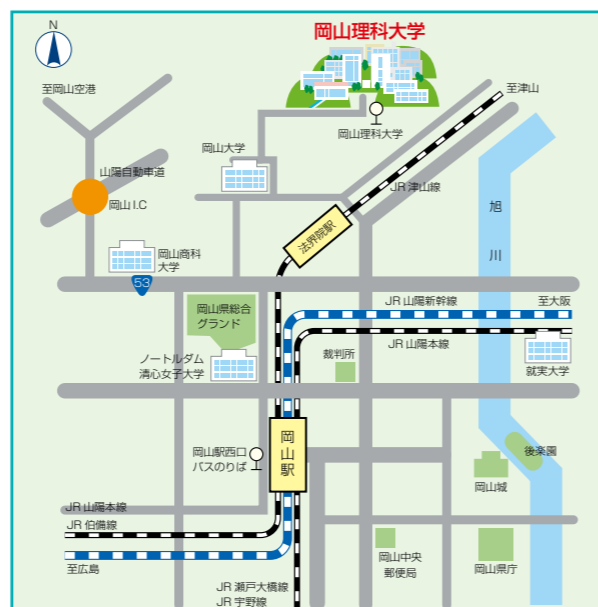 N
岡山理科大学
至岡山空港
至津山
岡山理科大学
岡山大学
山陽自動車道
JR 津山線
岡山 I.C
旭川
法界院駅
岡山商科
大学
53
岡山県総合
グランド
JR 山陽新幹線
至大阪
JR 山陽本線
ノートルダム
清心女子大学
裁判所
就実大学
岡山駅
岡山駅西口
バスのりば
後楽園
岡山城
JR 山陽本線
JR 伯備線
至広島
岡山中央
郵便局
岡山県庁
JR 瀬戸大橋線
JR 宇野線